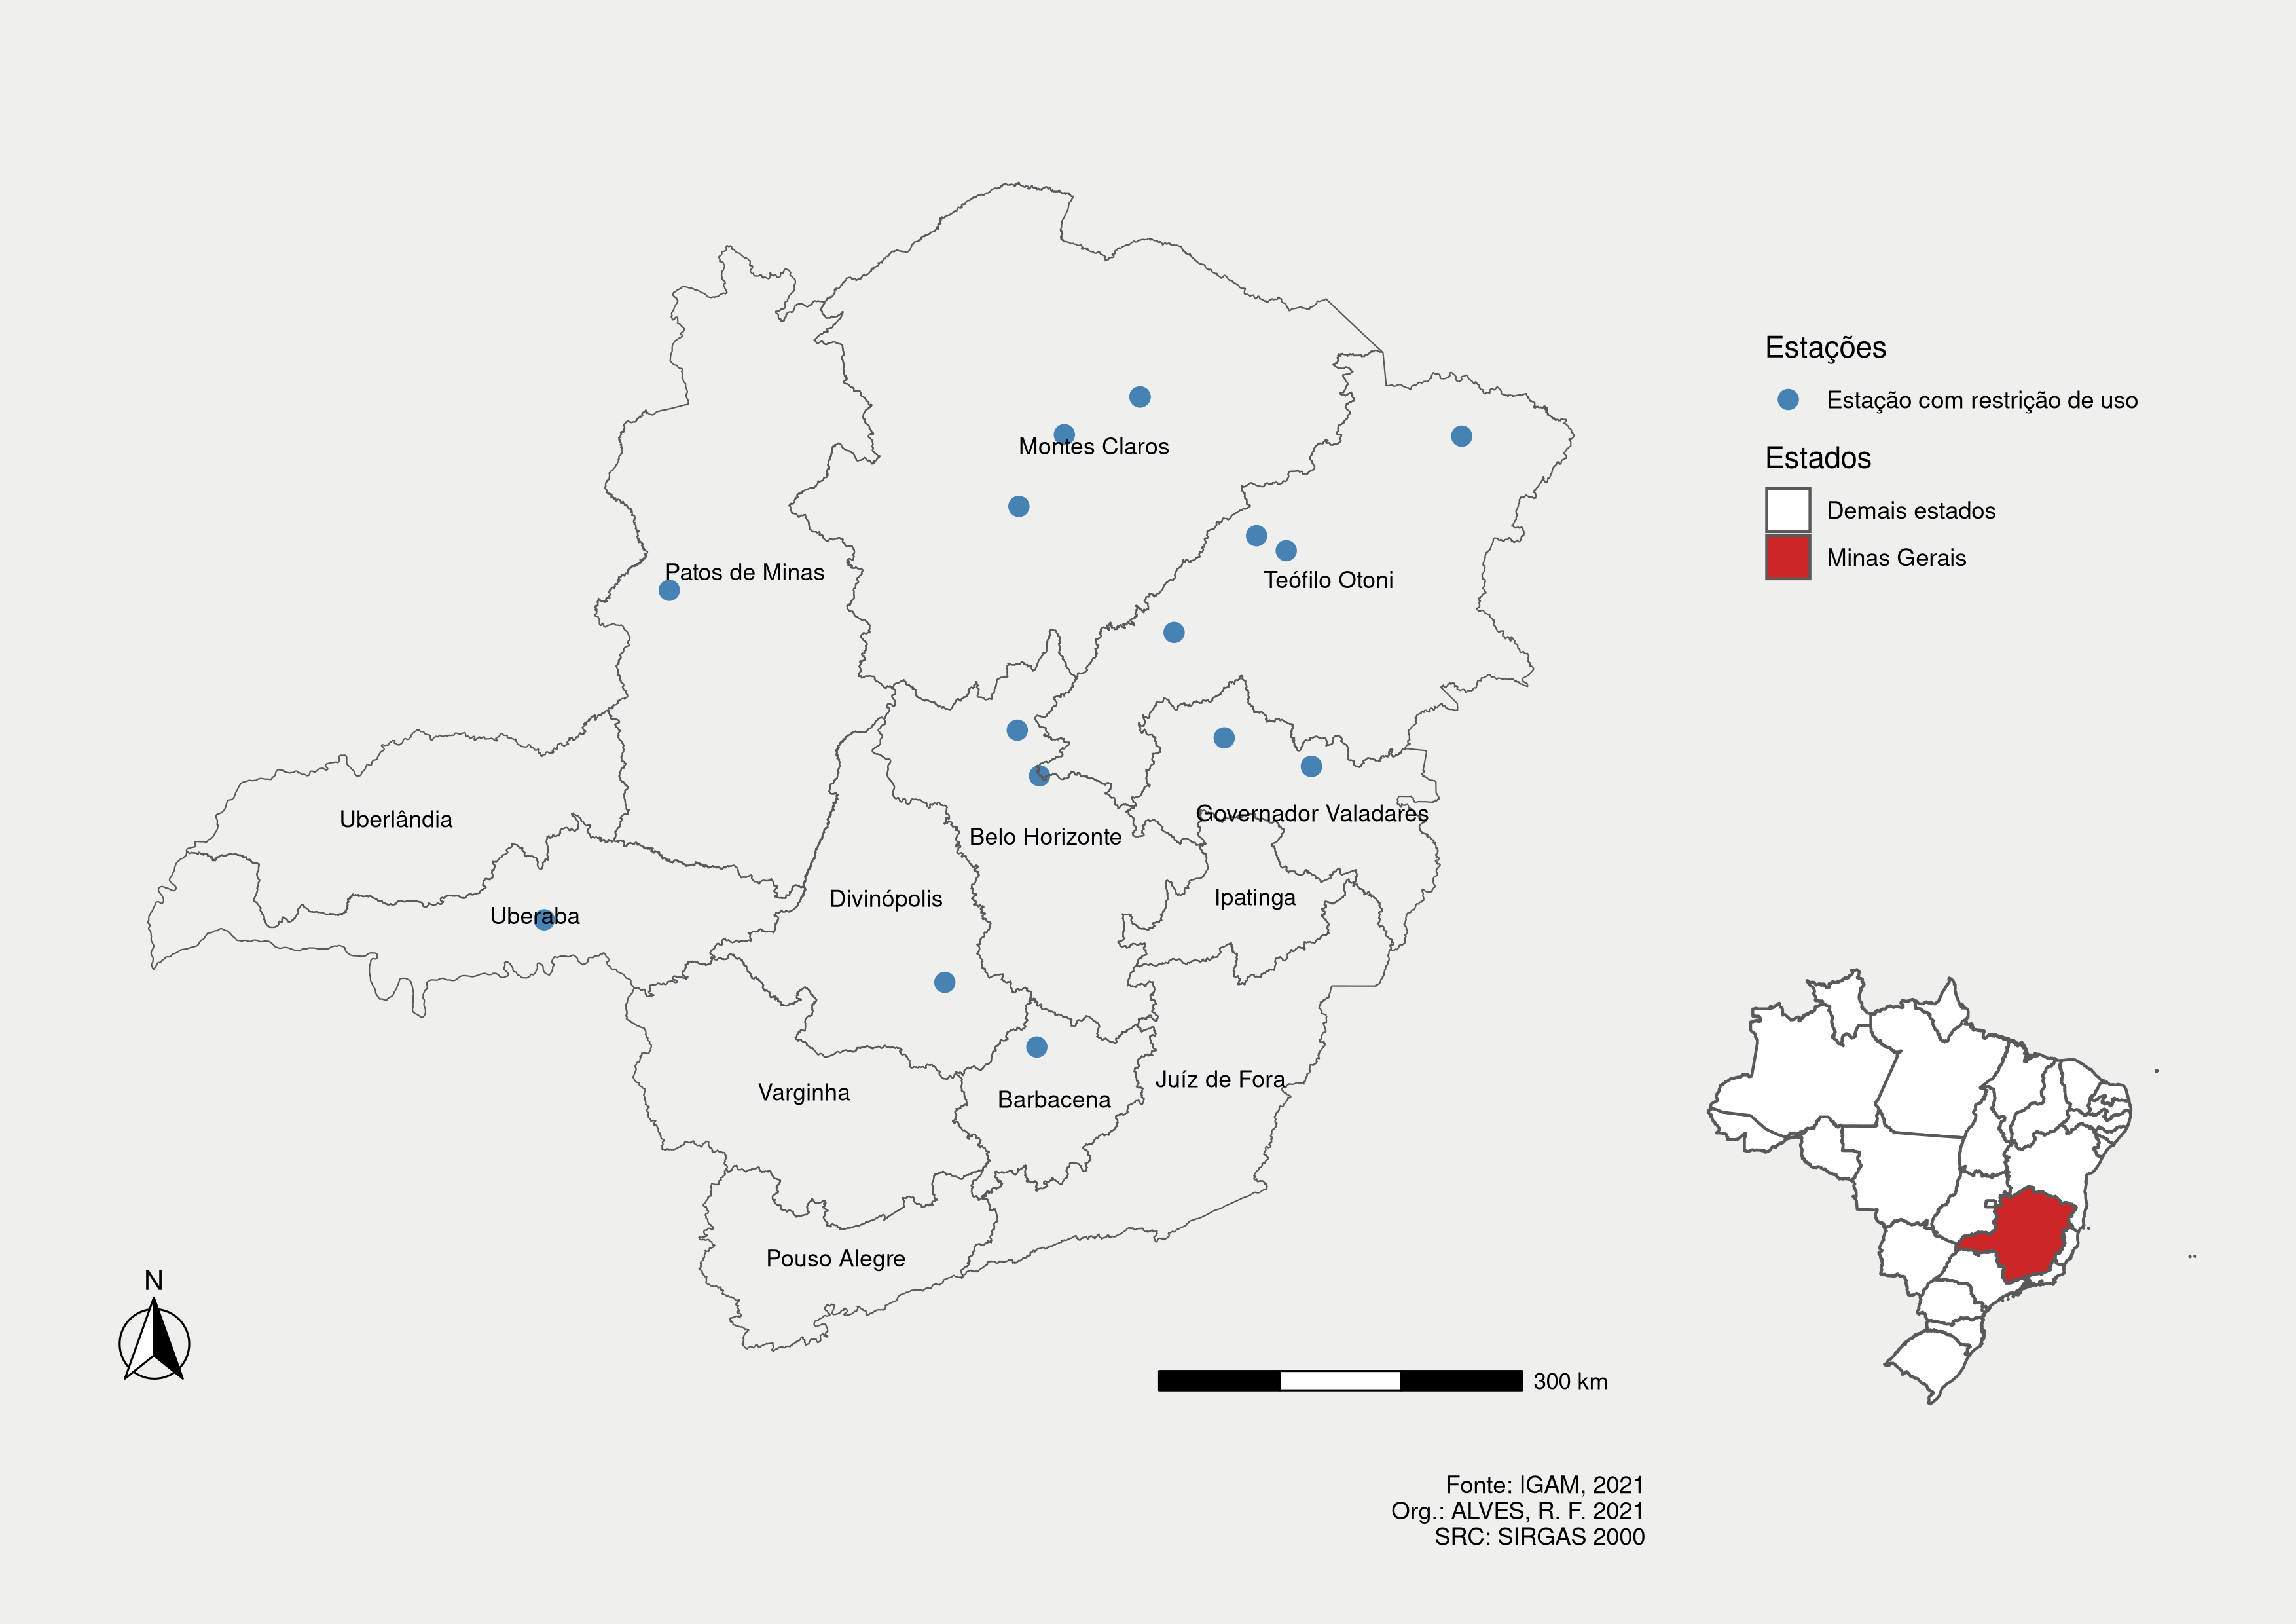 Montes Claros
Patos de Minas
Teófilo Otoni
Uberlândia
Governador Valadares
Belo Horizonte
Divinópolis
Ipatinga
Uberaba
Varginha
Barbacena
Juíz de Fora
Pouso Alegre
Estações
Estação com restrição de uso
Estados
Demais estados
Minas Gerais
N
300 km
Fonte: IGAM, 2021
Org.: ALVES, R. F. 2021
SRC: SIRGAS 2000